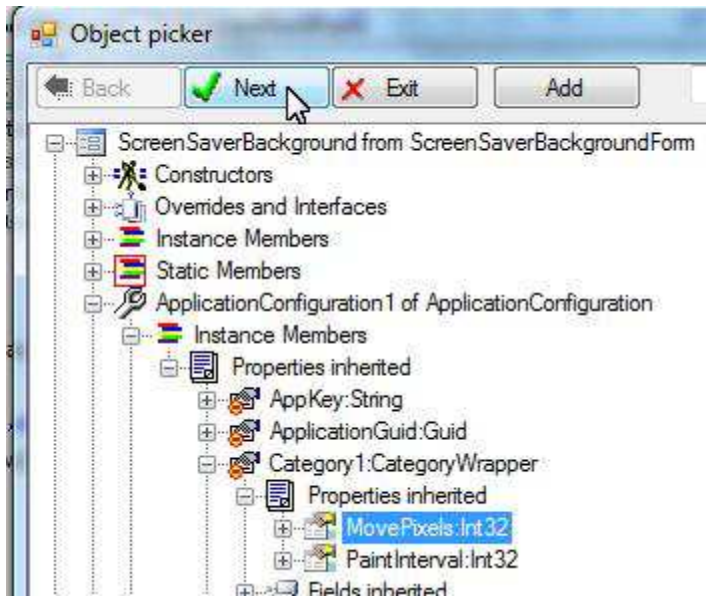 Object picker
Back Next Exit Add
ScreenSaverBackground from ScreenSaverBackgroundForm
Constructors
Overrides and Interfaces
Instance Members
Static Members
ApplicationConfiguration1 of ApplicationConfiguration
Instance Members
Properties inherited
AppKey:String
ApplicationGuid:Guid
Category1:CategoryWrapper
Properties inherited
MovePixels:Int32
PaintInterval:Int32
Fields inherited